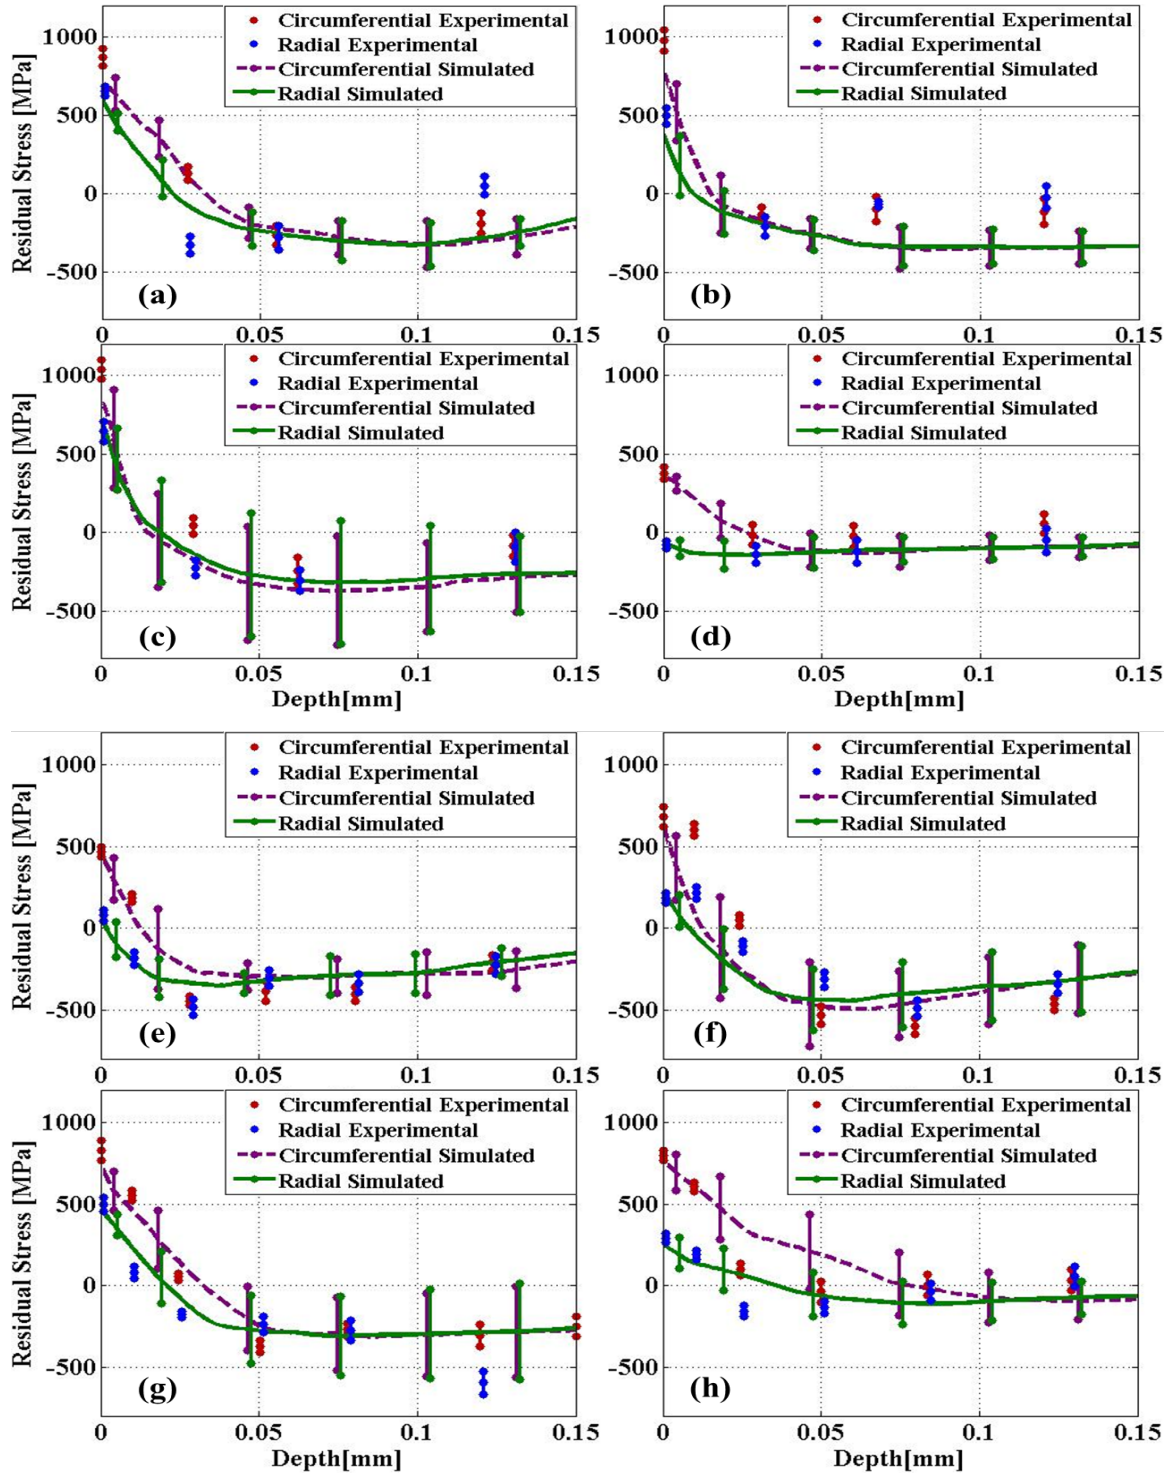 Circumferential Experimental
Radial Experimental
Circumferential Simulated
Radial Simulated
1000
500
0
-500
Residual Stress [MPa]
(a)
0
0.05
0.1
0.15
Circumferential Experimental
Radial Experimental
Circumferential Simulated
Radial Simulated
1000
500
0
-500
(b)
0
0.05
0.1
0.15
Circumferential Experimental
Radial Experimental
Circumferential Simulated
Radial Simulated
1000
500
0
-500
Residual Stress [MPa]
(c)
0
0.05
0.1
0.15
Depth[mm]
Circumferential Experimental
Radial Experimental
Circumferential Simulated
Radial Simulated
1000
500
0
-500
(d)
0
0.05
0.1
0.15
Depth[mm]
Circumferential Experimental
Radial Experimental
Circumferential Simulated
Radial Simulated
1000
500
0
-500
Residual Stress [MPa]
(e)
0
0.05
0.1
0.15
Circumferential Experimental
Radial Experimental
Circumferential Simulated
Radial Simulated
1000
500
0
-500
(f)
0
0.05
0.1
0.15
Circumferential Experimental
Radial Experimental
Circumferential Simulated
Radial Simulated
1000
500
0
-500
Residual Stress [MPa]
(g)
0
0.05
0.1
0.15
Depth[mm]
Circumferential Experimental
Radial Experimental
Circumferential Simulated
Radial Simulated
1000
500
0
-500
(h)
0
0.05
0.1
0.15
Depth[mm]